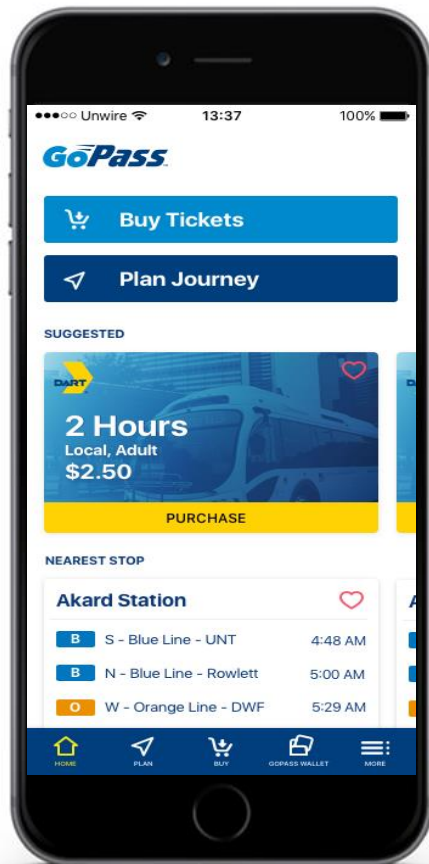 Unwire
13:37
100%
GoPass
Buy Tickets
Plan Journey
SUGGESTED
DART
2 Hours
Local, Adult
$2.50
PURCHASE
NEAREST STOP
Akard Station
B S - Blue Line - UNT 4:48 AM
B N - Blue Line - Rowlett 5:00 AM
O W - Orange Line - DWF 5:29 AM
HOME
PLAN
BUY
GOPASS WALLET
MORE